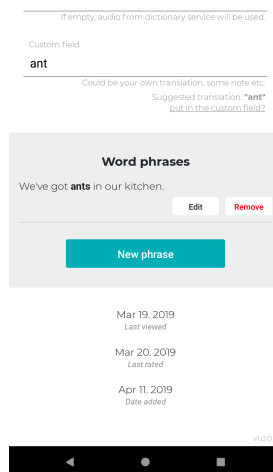 If empty, audio from dictionary service will be used.
Custom field
ant
Could be your own translation, some note etc.
Suggested translation: "ant"
put in the custom field?
Word phrases
We've got ants in our kitchen.
Edit Remove
New phrase
Mar 19. 2019
Last viewed
Mar 20. 2019
Last rated
Apr 11. 2019
Date added
v1.0.0